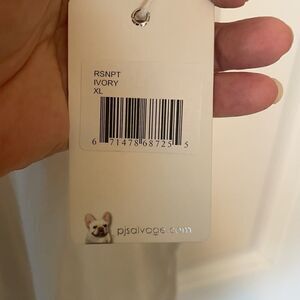 RSNPT
IVORY
XL
6 71478 68725 5
pjsalvage.com